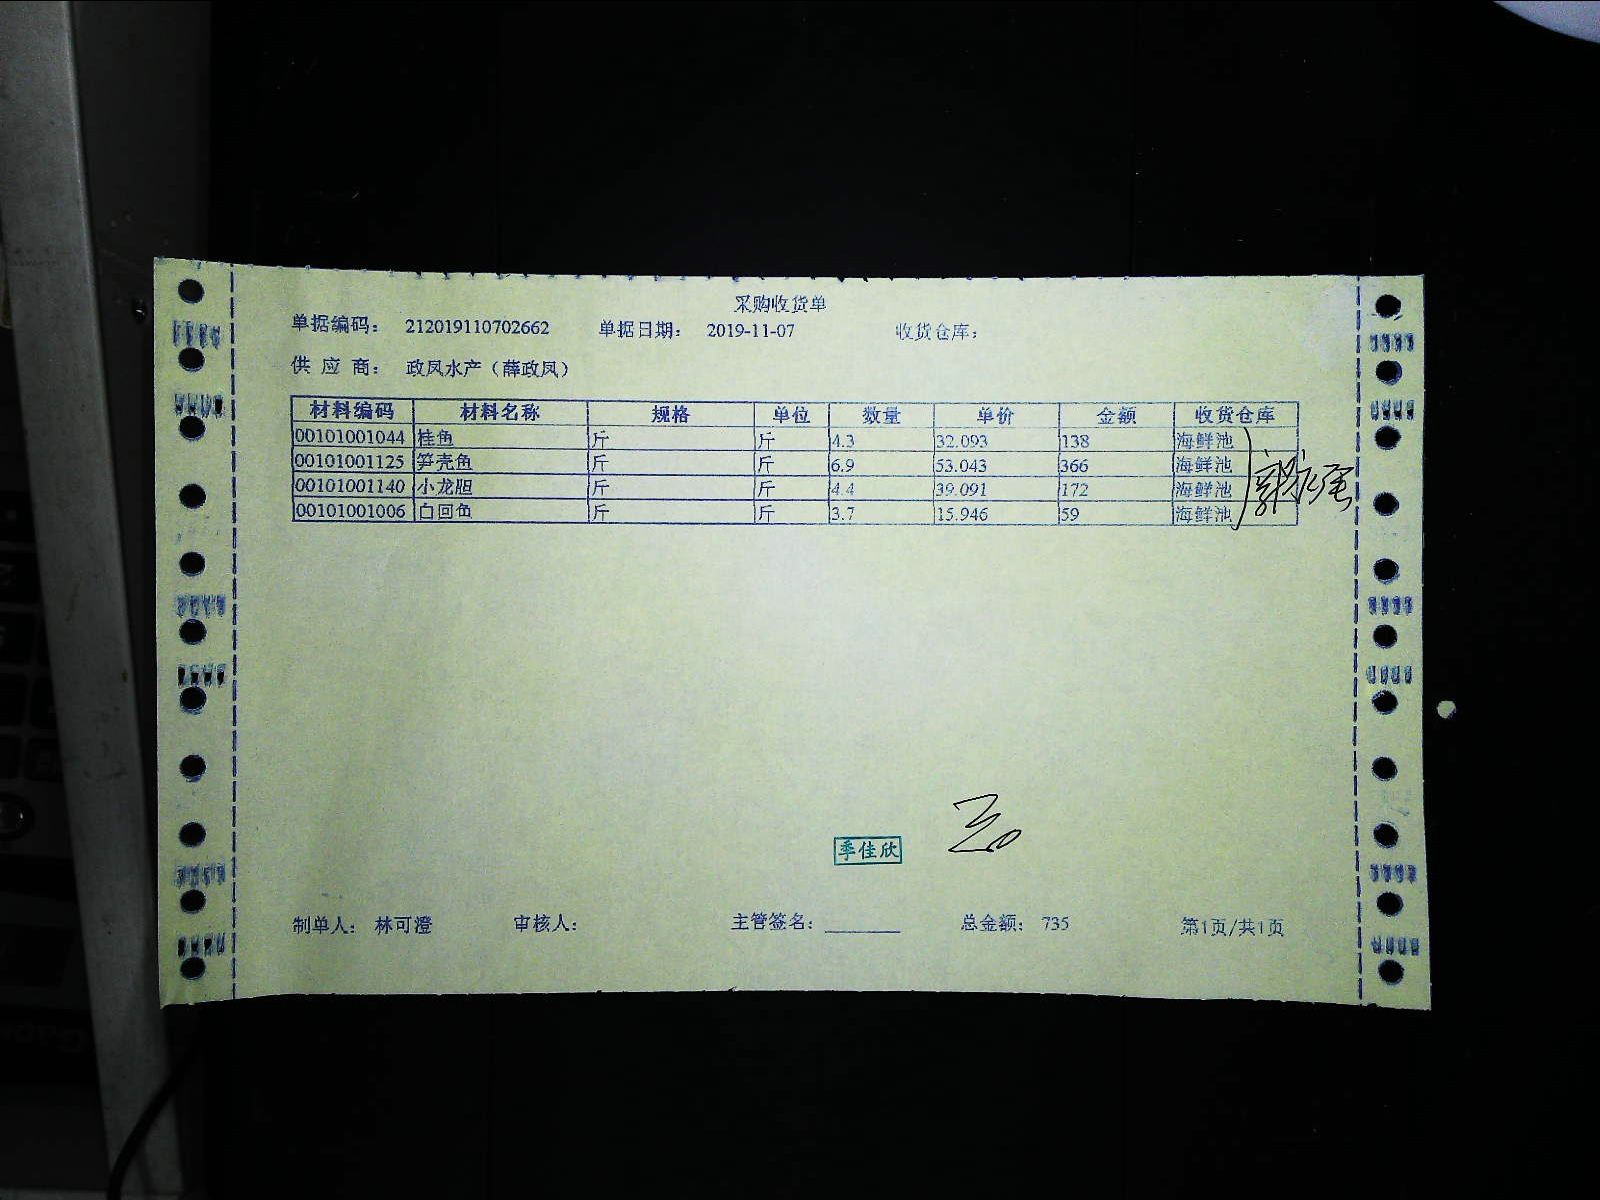 采购收货单
单据编码： 212019110702662 单据日期： 2019-11-07 收货仓库：
供 应 商： 政凤水产（薛政凤）
材料编码 材料名称 规格 单位 数量 单价 金额 收货仓库
00101001044 桂鱼 斤 斤 4.3 32.093 138 海鲜池
00101001125 笋壳鱼 斤 斤 6.9 53.043 366 海鲜池
00101001140 小龙胆 斤 斤 4.4 39.091 172 海鲜池
00101001006 白回鱼 斤 斤 3.7 15.946 59 海鲜池
季佳欣
制单人： 林可澄 审核人： 主管签名： 总金额： 735 第1页/共1页